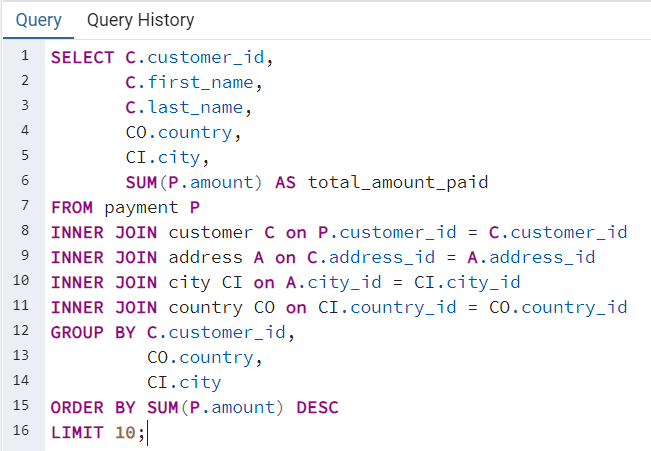 Query Query History
1 SELECT C.customer_id,
2 C.first_name,
3 C.last_name,
4 CO.country,
5 CI.city,
6 SUM(P.amount) AS total_amount_paid
7 FROM payment P
8 INNER JOIN customer C on P.customer_id = C.customer_id
9 INNER JOIN address A on C.address_id = A.address_id
10 INNER JOIN city CI on A.city_id = CI.city_id
11 INNER JOIN country CO on CI.country_id = CO.country_id
12 GROUP BY C.customer_id,
13 CO.country,
14 CI.city
15 ORDER BY SUM(P.amount) DESC
16 LIMIT 10;